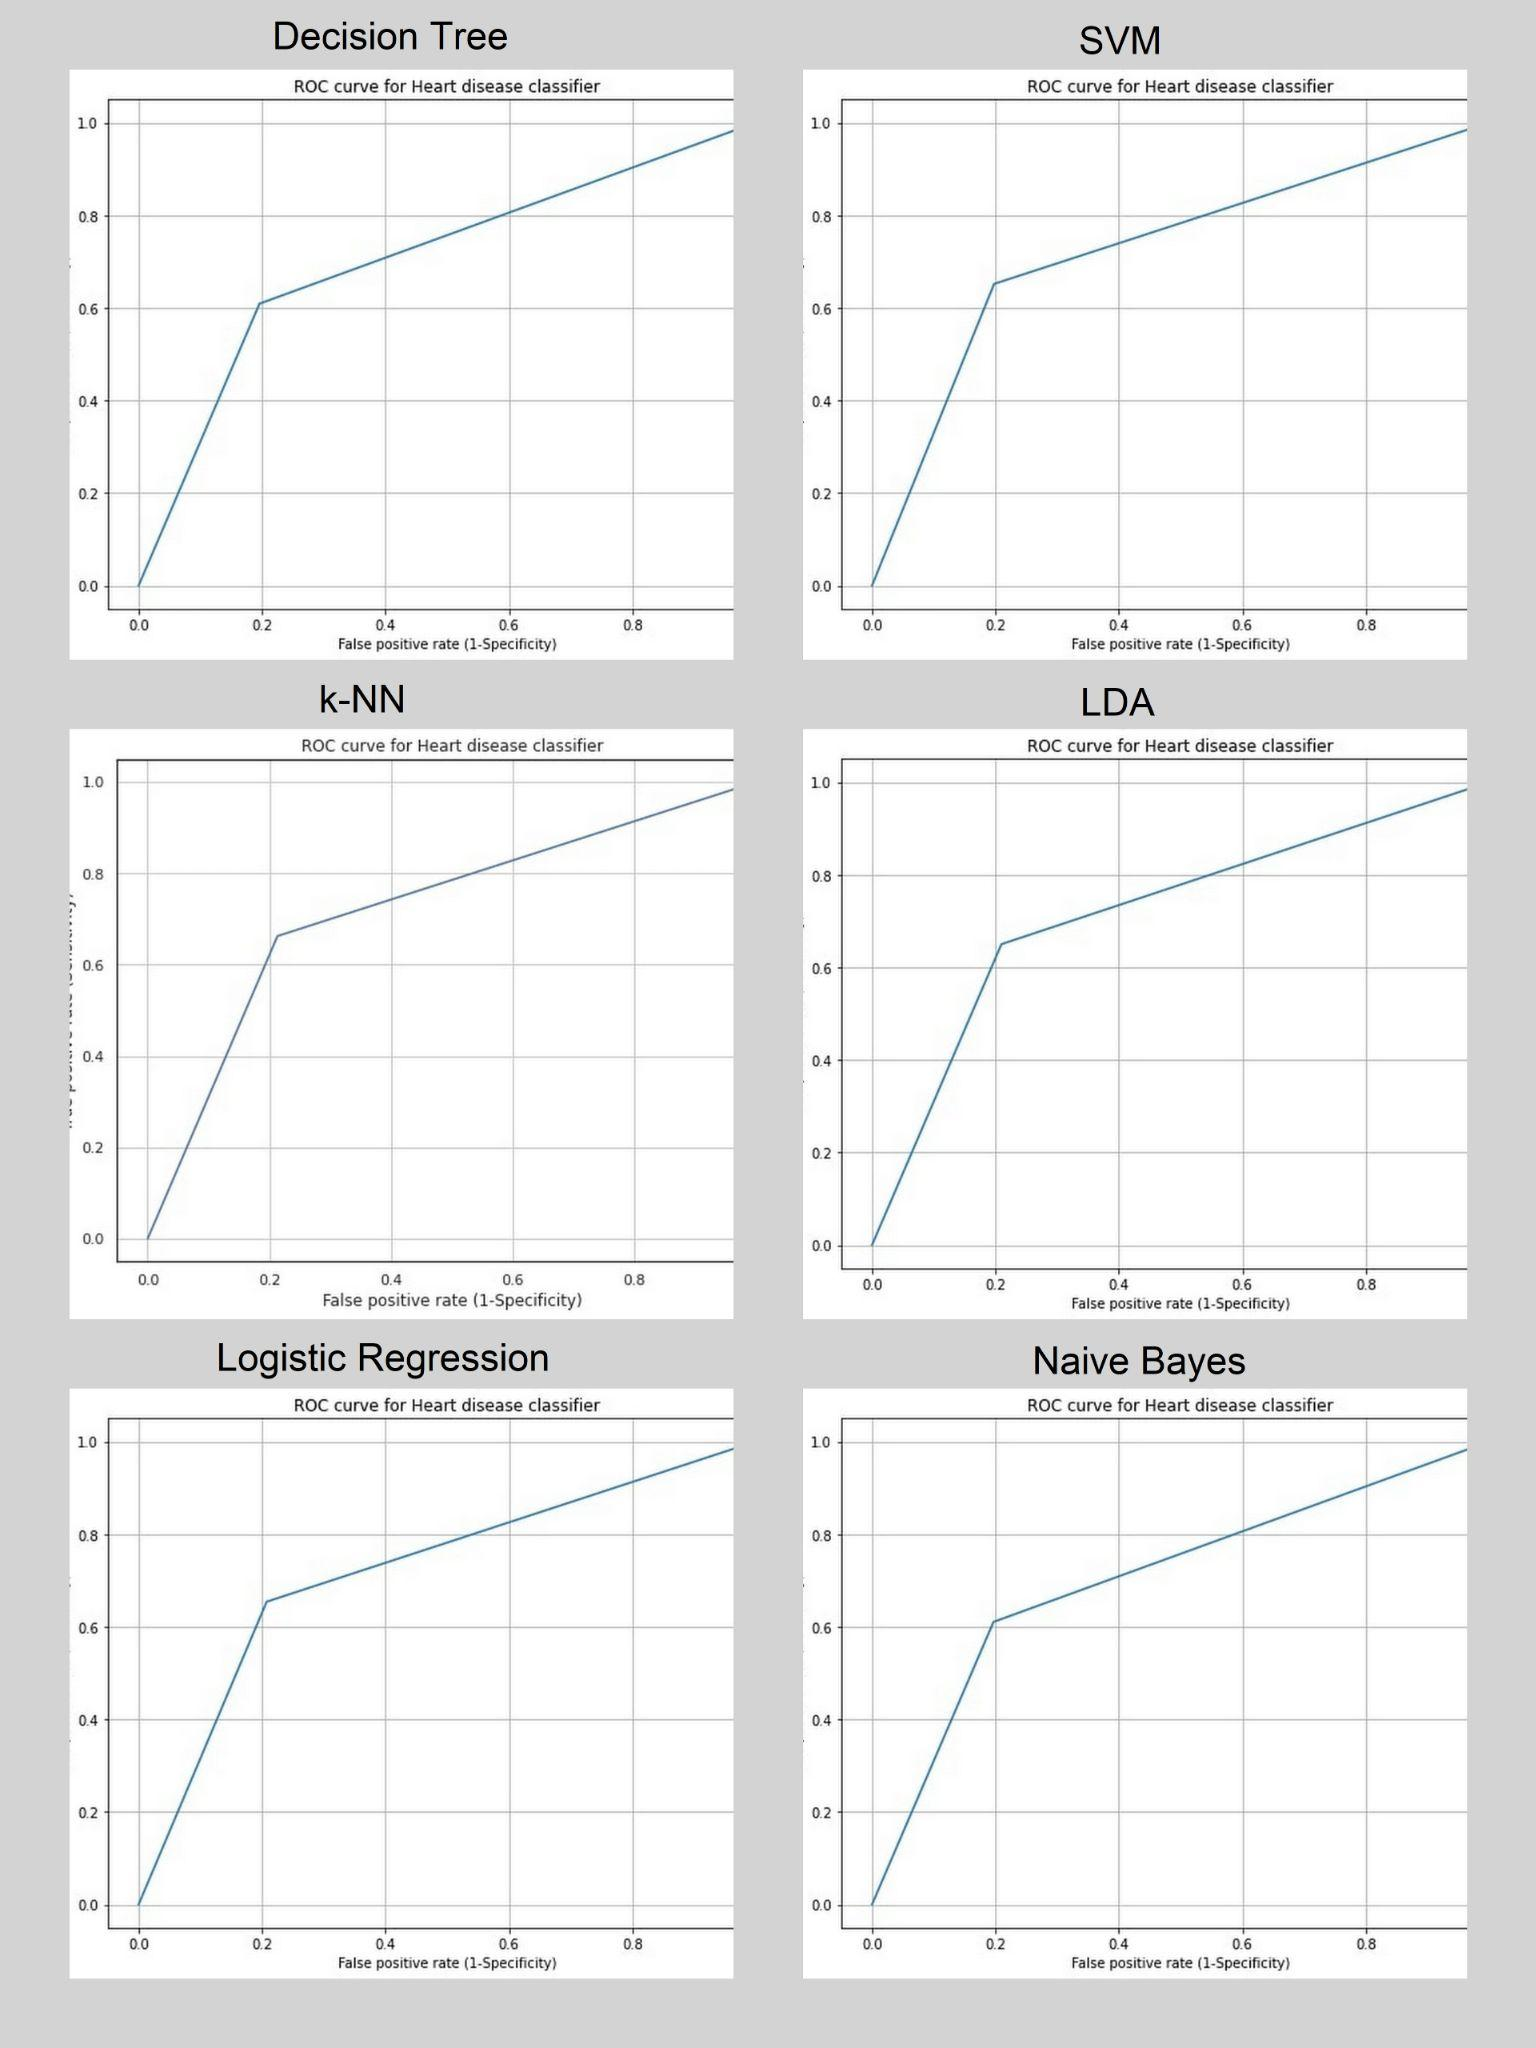 Decision Tree
ROC curve for Heart disease classifier
1.0
0.8
0.6
0.4
0.2
0.0
0.0 0.2 0.4 0.6 0.8
False positive rate (1-Specificity)
SVM
ROC curve for Heart disease classifier
1.0
0.8
0.6
0.4
0.2
0.0
0.0 0.2 0.4 0.6 0.8
False positive rate (1-Specificity)
k-NN
ROC curve for Heart disease classifier
1.0
0.8
0.6
0.4
0.2
0.0
0.0 0.2 0.4 0.6 0.8
False positive rate (1-Specificity)
LDA
ROC curve for Heart disease classifier
1.0
0.8
0.6
0.4
0.2
0.0
0.0 0.2 0.4 0.6 0.8
False positive rate (1-Specificity)
Logistic Regression
ROC curve for Heart disease classifier
1.0
0.8
0.6
0.4
0.2
0.0
0.0 0.2 0.4 0.6 0.8
False positive rate (1-Specificity)
Naive Bayes
ROC curve for Heart disease classifier
1.0
0.8
0.6
0.4
0.2
0.0
0.0 0.2 0.4 0.6 0.8
False positive rate (1-Specificity)